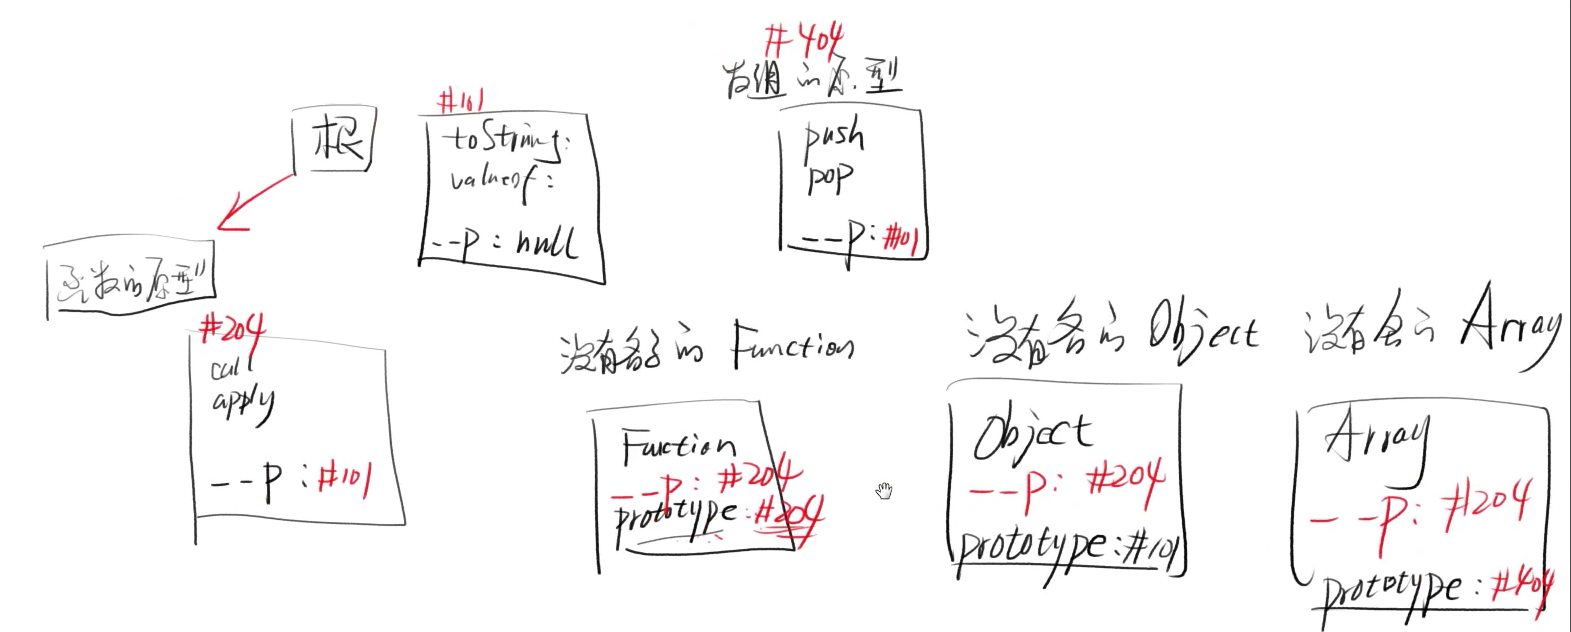 #404
数组的原型
push
pop
--p:#101
根
#101
toString:
valueof:
--p:null
函数的原型
#204
call
apply
--p:#101
没有名字的 Function
Function
--p:#204
prototype:#204
没有名的 Object
Object
--p:#204
prototype:#101
没有名的 Array
Array
--p:#204
prototype:#404